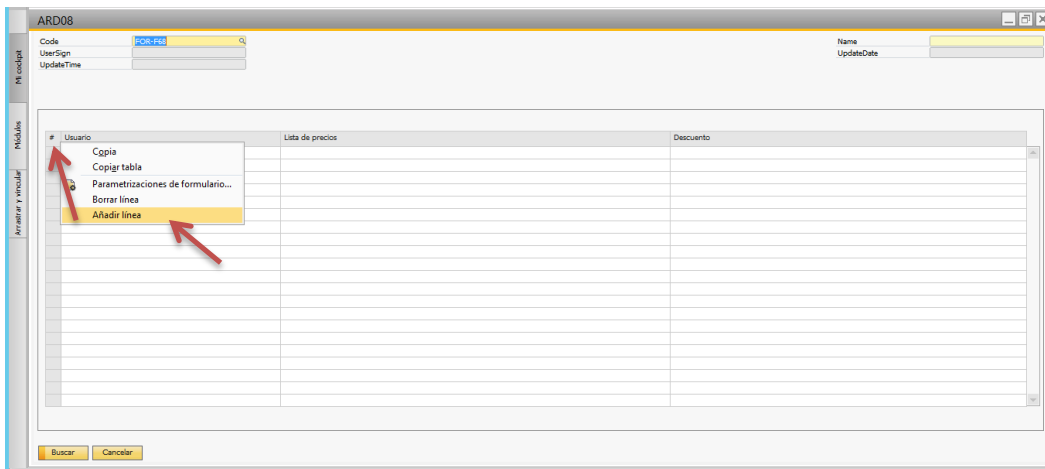 ARD08
Code FOR-F68 Name
UserSign UpdateDate
UpdateTime
Mi cockpit
Módulos
Arrastrar y vincular
# Usuario Lista de precios Descuento
Copia
Copiar tabla
Parametrizaciones de formulario...
Borrar línea
Añadir línea
Buscar Cancelar